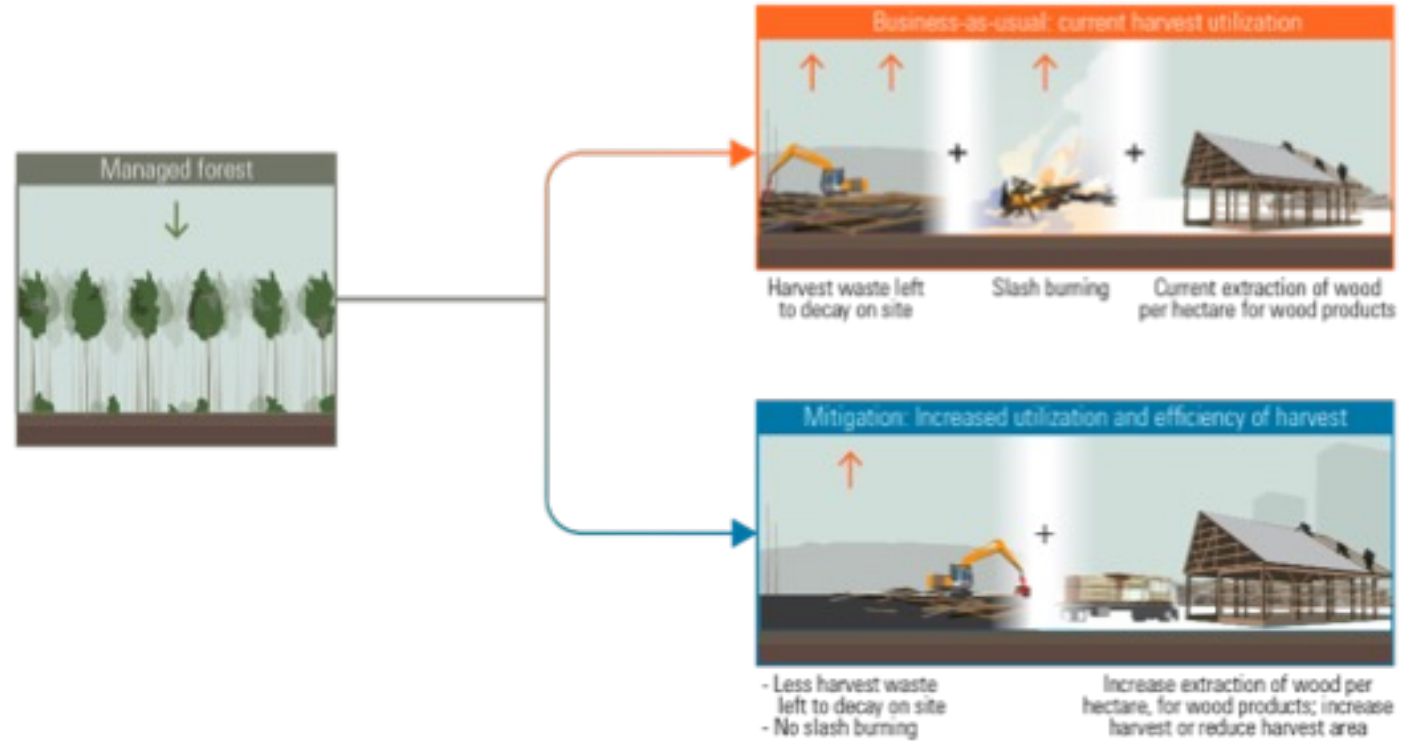 Managed forest
Business-as-usual: current harvest utilization
+
+
Harvest waste left
to decay on site
Slash burning
Current extraction of wood
per hectare for wood products
Mitigation: Increased utilization and efficiency of harvest
+
- Less harvest waste
left to decay on site
- No slash burning
Increase extraction of wood per
hectare, for wood products; increase
harvest or reduce harvest area